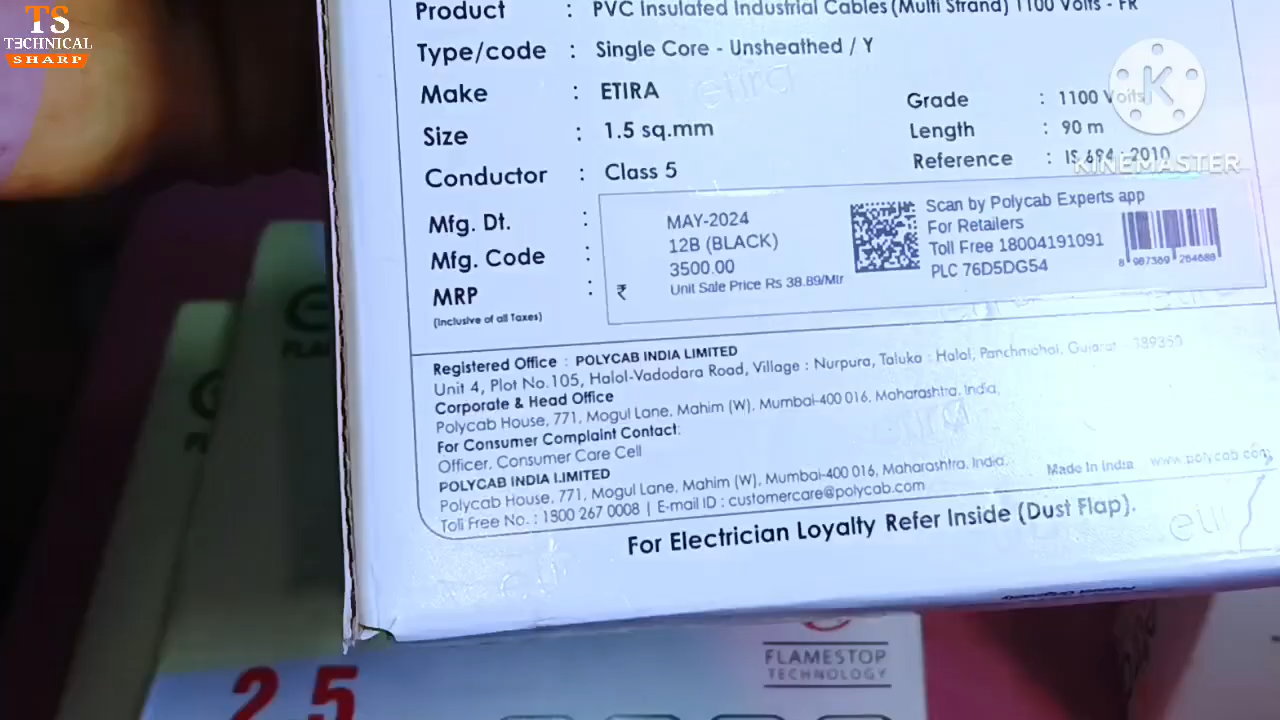 TS
TECHNICAL
SHARP
Product : PVC Insulated Industrial Cables (Multi Strand) 1100 Volts - FR
Type/code : Single Core - Unsheathed / Y
Make : ETIRA
Size : 1.5 sq.mm
Conductor : Class 5
Grade : 1100 Volts
Length : 90 m
Reference : IS 694 : 2010
KINEMASTER
Mfg. Dt. : MAY-2024
Mfg. Code : 12B (BLACK)
MRP : ₹ 3500.00
(Inclusive of all Taxes)
Unit Sale Price Rs 38.89/Mtr
Scan by Polycab Experts app
For Retailers
Toll Free 18004191091
PLC 76D5DG54
Registered Office : POLYCAB INDIA LIMITED
Unit 4, Plot No.105, Halol-Vadodara Road, Village : Nurpura, Taluka : Halol, Panchmahal, Gujarat - 389350
Corporate & Head Office
Polycab House, 771, Mogul Lane, Mahim (W), Mumbai-400 016, Maharashtra, India.
For Consumer Complaint Contact:
Officer, Consumer Care Cell
POLYCAB INDIA LIMITED
Polycab House, 771, Mogul Lane, Mahim (W), Mumbai-400 016, Maharashtra, India.
Toll Free No. : 1800 267 0008 | E-mail ID : customercare@polycab.com
Made in India www.polycab.com
For Electrician Loyalty Refer Inside (Dust Flap).
etira
FLAMESTOP
TECHNOLOGY
2.5